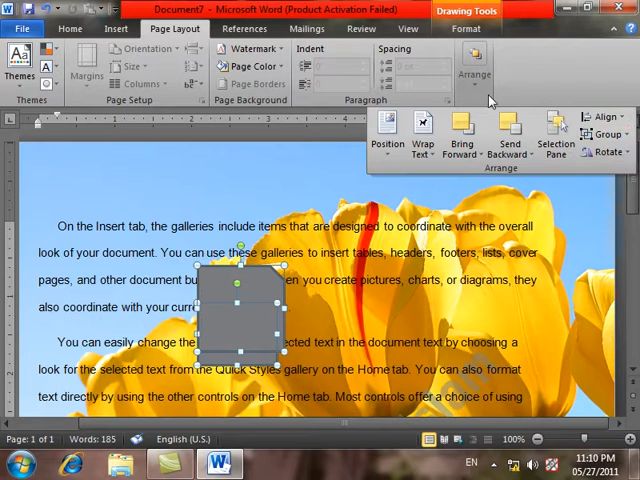 Document7 - Microsoft Word (Product Activation Failed)
Drawing Tools
File Home Insert Page Layout References Mailings Review View Format
Themes
Themes
Margins
Orientation
Size
Columns
Page Setup
Watermark
Page Color
Page Borders
Page Background
Indent
Spacing
0 pt
Paragraph
Arrange
Position
Wrap Text
Bring Forward
Send Backward
Selection Pane
Align
Group
Rotate
Arrange
On the Insert tab, the galleries include items that are designed to coordinate with the overall
look of your document. You can use these galleries to insert tables, headers, footers, lists, cover
pages, and other document bu en you create pictures, charts, or diagrams, they
also coordinate with your curre
You can easily change the ected text in the document text by choosing a
look for the selected text from the Quick Styles gallery on the Home tab. You can also format
text directly by using the other controls on the Home tab. Most controls offer a choice of using
Page: 1 of 1
Words: 185
English (U.S.)
100%
EN
11:10 PM
05/27/2011